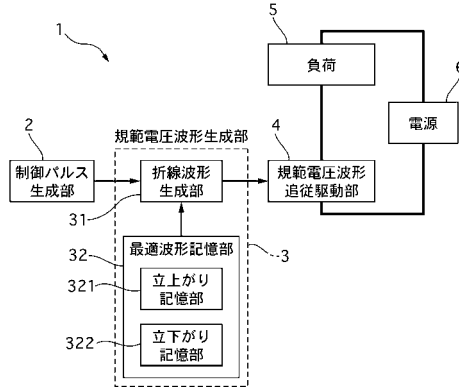 1
5
負荷
6
電源
2
制御パルス
生成部
規範電圧波形生成部
折線波形
生成部
31
4
規範電圧波形
追従駆動部
32
最適波形記憶部
3
321
立上がり
記憶部
322
立下がり
記憶部